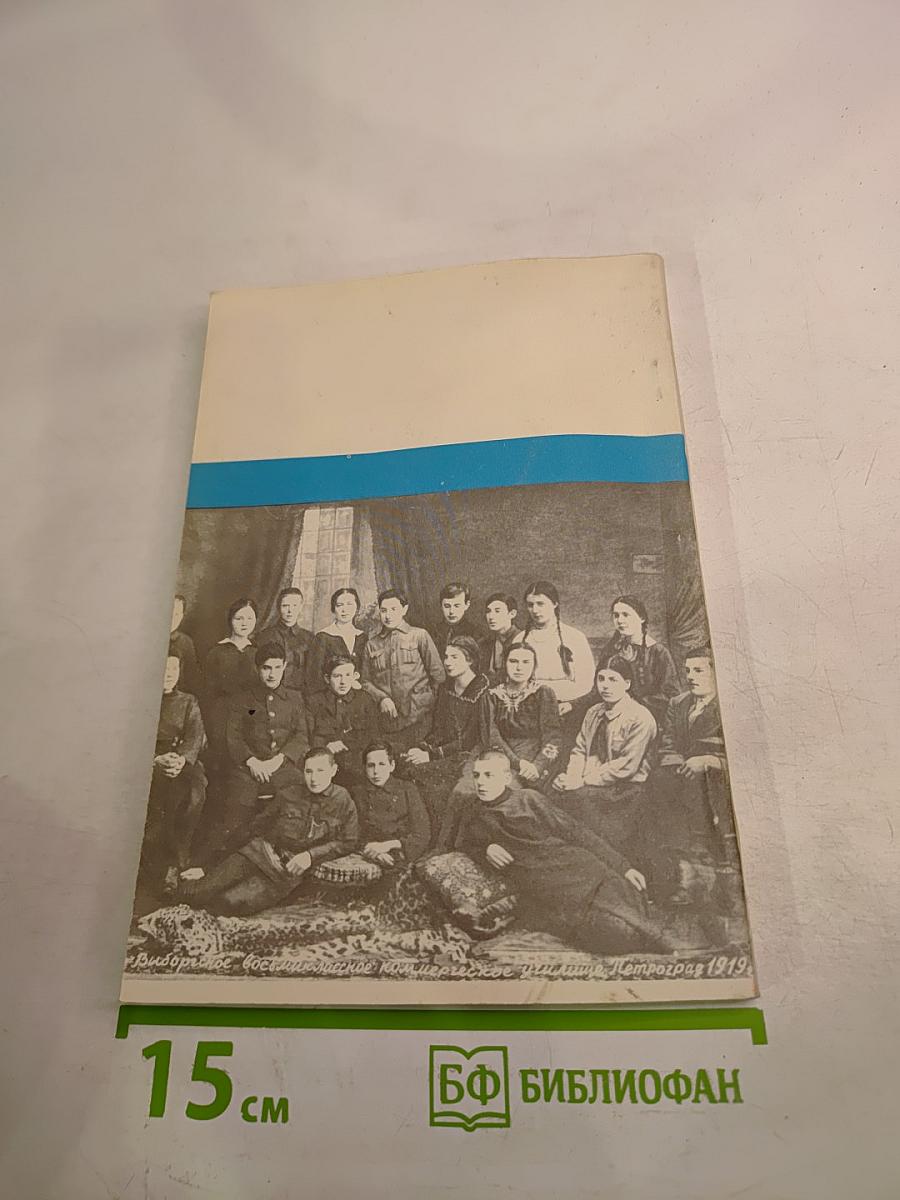 Выборгское восьмиклассное коммерческое училище. Петроград 1919
15 см
БФ БИБЛИОФАН